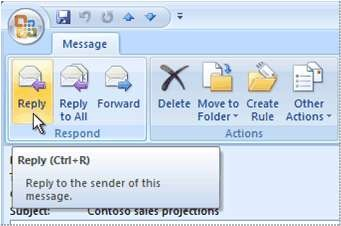 Message
Reply
Reply
to All
Forward
Delete
Move to
Folder
Create
Rule
Other
Actions
Respond
Actions
Reply (Ctrl+R)
Reply to the sender of this
message.
Subject: Contoso sales projections